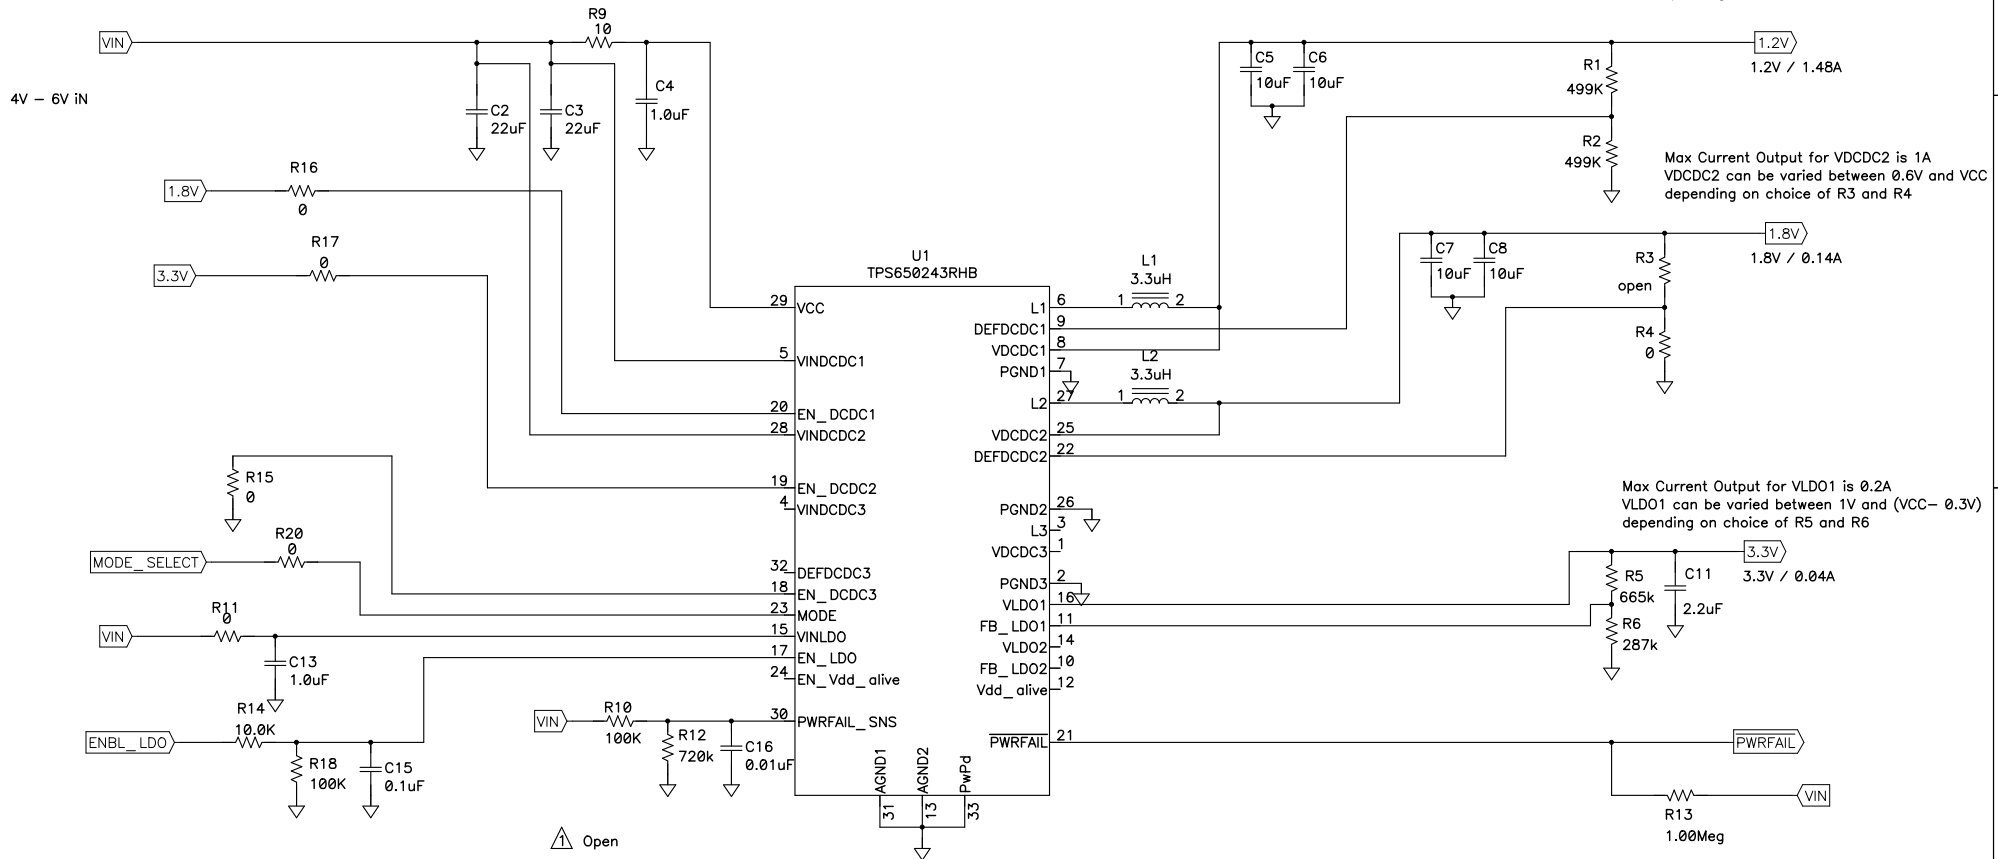 R9
10
VIN
4V – 6V iN
C2
22uF
C3
22uF
C4
1.0uF
R16
1.8V
0
R17
0
3.3V
C5
10uF
C6
10uF
R1
499K
1.2V
1.2V / 1.48A
R2
499K
Max Current Output for VDCDC2 is 1A
VDCDC2 can be varied between 0.6V and VCC
depending on choice of R3 and R4
C7
10uF
C8
10uF
R3
open
1.8V
1.8V / 0.14A
R4
0
U1
TPS650243RHB
L1
3.3uH
1 2
L2
3.3uH
1 2
29 VCC
5 VINDCDC1
20 EN_DCDC1
28 VINDCDC2
19 EN_DCDC2
4 VINDCDC3
32 DEFDCDC3
18 EN_DCDC3
23 MODE
15 VINLDO
17 EN_LDO
24 EN_Vdd_alive
30 PWRFAIL_SNS
L1 6
DEFDCDC1 9
VDCDC1 8
PGND1 7
L2 27
VDCDC2 25
DEFDCDC2 22
PGND2 26
L3 3
VDCDC3 1
PGND3 2
VLDO1 16
FB_LDO1 11
VLDO2 14
FB_LDO2 10
Vdd_alive 12
PWRFAIL 21
AGND1 31
AGND2 13
PwPd 33
R15
0
R20
0
MODE_SELECT
R11
0
VIN
C13
1.0uF
R14
10.0K
ENBL_LDO
R18
100K
C15
0.1uF
VIN
R10
100K
R12
720k
C16
0.01uF
1 Open
Max Current Output for VLDO1 is 0.2A
VLDO1 can be varied between 1V and (VCC– 0.3V)
depending on choice of R5 and R6
3.3V
3.3V / 0.04A
R5
665k
C11
2.2uF
R6
287k
PWRFAIL
R13
1.00Meg
VIN